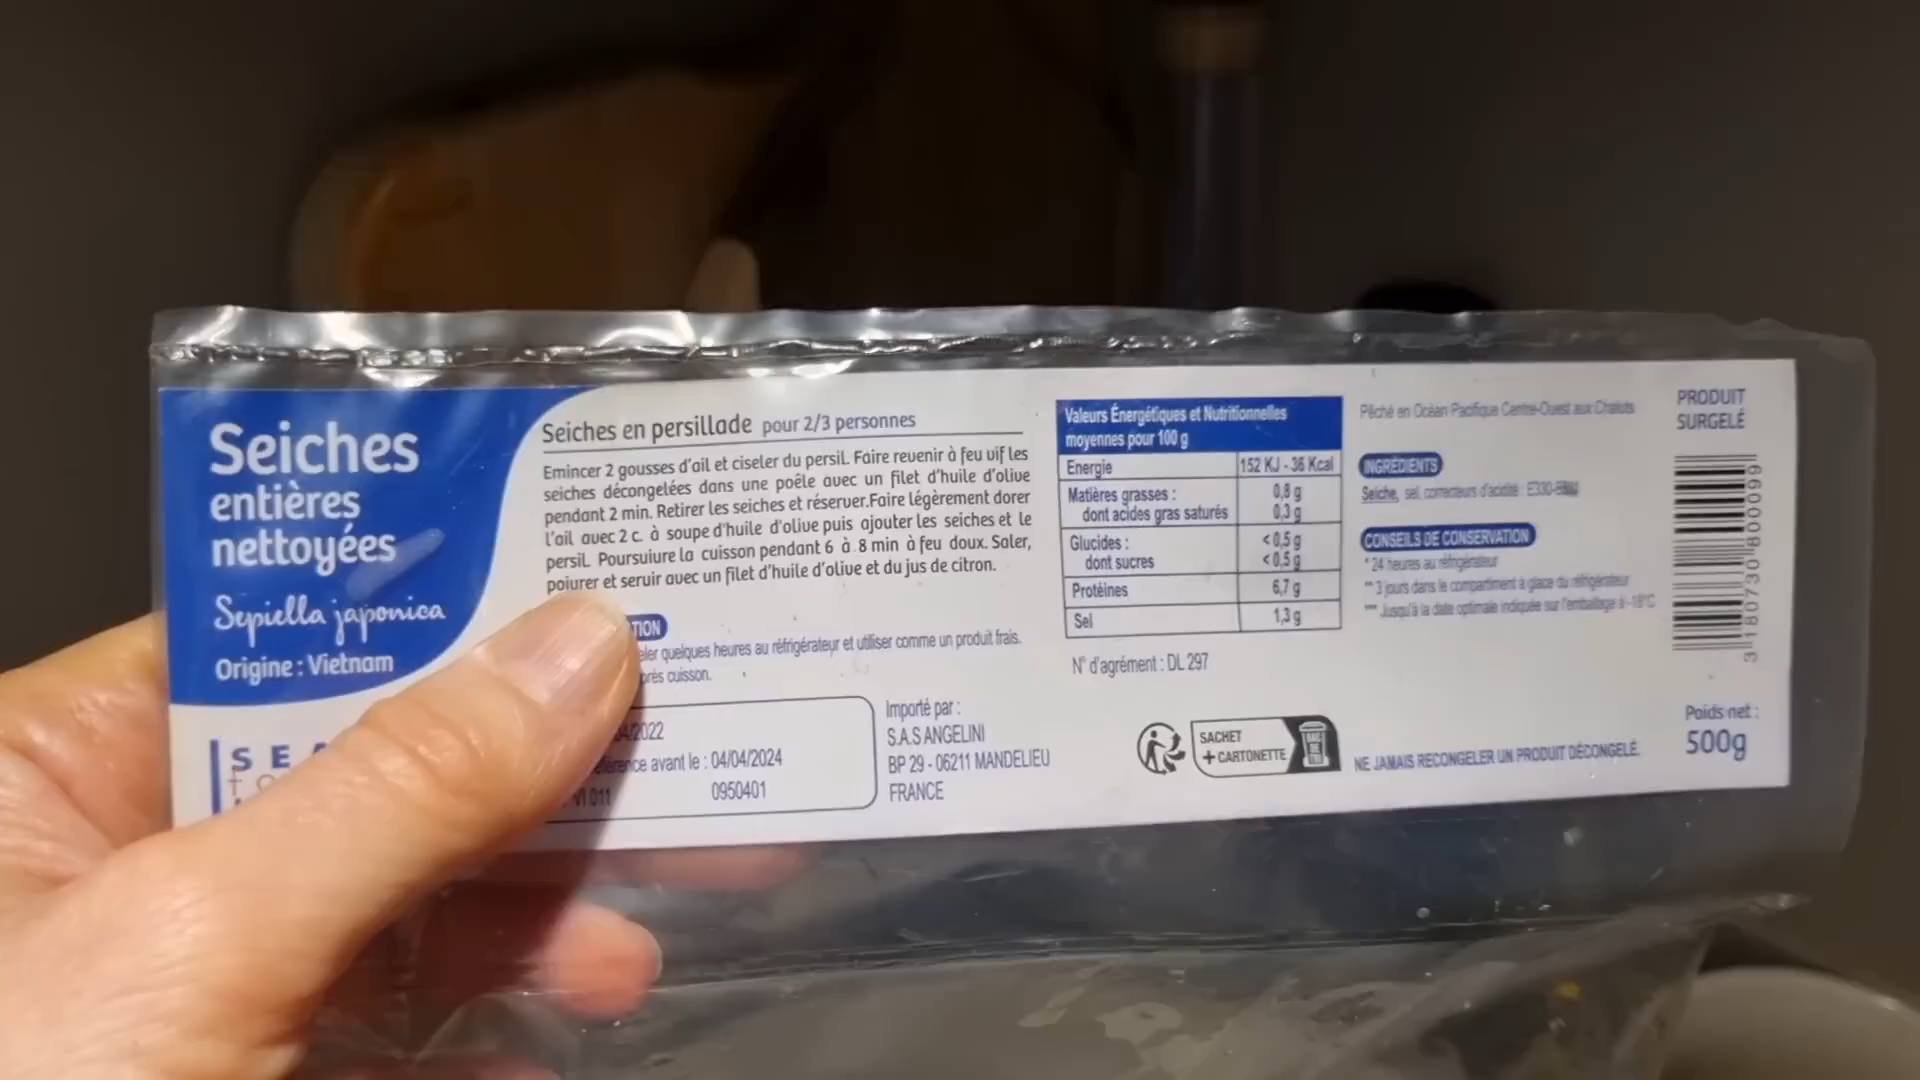 Seiches
entières
nettoyées
Sepiella japonica
Origine : Vietnam
SEA
Seiches en persillade pour 2/3 personnes
Emincer 2 gousses d'ail et ciseler du persil. Faire revenir à feu vif les
seiches décongelées dans une poêle avec un filet d'huile d'olive
pendant 2 min. Retirer les seiches et réserver.Faire légèrement dorer
l'ail avec 2 c. à soupe d'huile d'olive puis ajouter les seiches et le
persil. Poursuivre la cuisson pendant 6 à 8 min à feu doux. Saler,
poivrer et servir avec un filet d'huile d'olive et du jus de citron.
TION
eler quelques heures au réfrigérateur et utiliser comme un produit frais.
près cuisson.
04/2022
avant le : 04/04/2024
VI 011 0950401
Importé par :
S.A.S ANGELINI
BP 29 - 06211 MANDELIEU
FRANCE
Valeurs Énergétiques et Nutritionnelles
moyennes pour 100 g
Energie 152 KJ - 36 Kcal
Matières grasses : 0,8 g
dont acides gras saturés 0,3 g
Glucides : <0,5 g
dont sucres <0,5 g
Protéines 6,7 g
Sel 1,3 g
N° d'agrément : DL 297
SACHET
+ CARTONETTE
BAC
DE
TRI
Pêché en Océan Pacifique Centre-Ouest aux Chaluts
INGRÉDIENTS
Seiche, sel, correcteurs d'acidité : E330-
CONSEILS DE CONSERVATION
* 24 heures au réfrigérateur
** 3 jours dans le compartiment à glace du réfrigérateur
*** Jusqu'à la date optimale indiquée sur l'emballage à -18°C
NE JAMAIS RECONGELER UN PRODUIT DÉCONGELÉ.
PRODUIT
SURGELÉ
3 180730 800099
Poids net :
500g